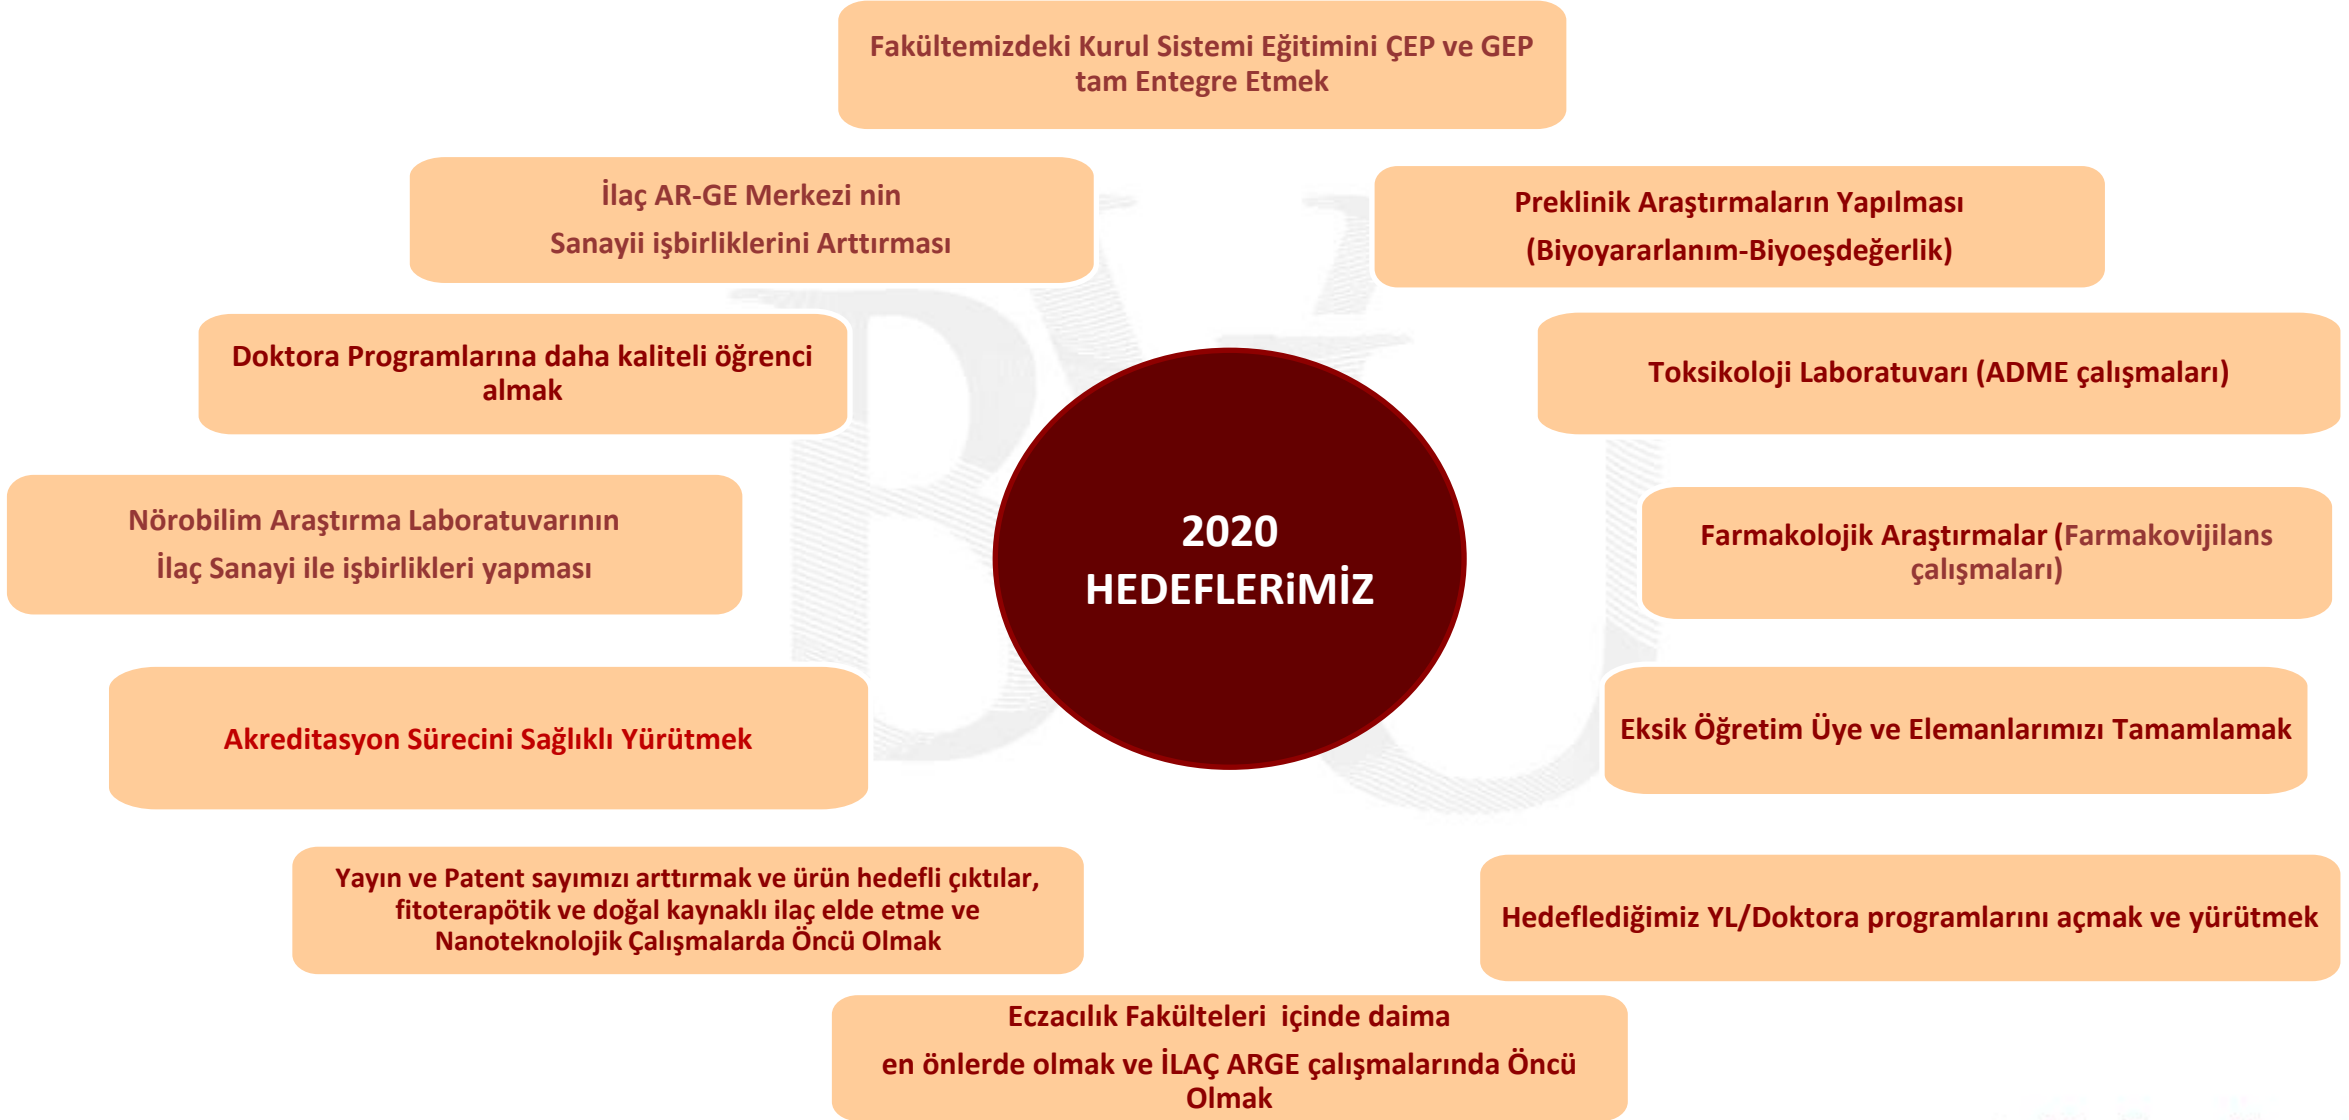 Fakültemizdeki Kurul Sistemi Eğitimini ÇEP ve GEP
tam Entegre Etmek
İlaç AR-GE Merkezi nin
Sanayii işbirliklerini Arttırması
Preklinik Araştırmaların Yapılması
(Biyoyararlanım-Biyoeşdeğerlik)
Doktora Programlarına daha kaliteli öğrenci
almak
Toksikoloji Laboratuvarı (ADME çalışmaları)
Nörobilim Araştırma Laboratuvarının
İlaç Sanayi ile işbirlikleri yapması
2020
HEDEFLERiMİZ
Farmakolojik Araştırmalar (Farmakovijilans
çalışmaları)
Akreditasyon Sürecini Sağlıklı Yürütmek
Eksik Öğretim Üye ve Elemanlarımızı Tamamlamak
Yayın ve Patent sayımızı arttırmak ve ürün hedefli çıktılar,
fitoterapötik ve doğal kaynaklı ilaç elde etme ve
Nanoteknolojik Çalışmalarda Öncü Olmak
Hedeflediğimiz YL/Doktora programlarını açmak ve yürütmek
Eczacılık Fakülteleri  içinde daima
en önlerde olmak ve İLAÇ ARGE çalışmalarında Öncü
Olmak